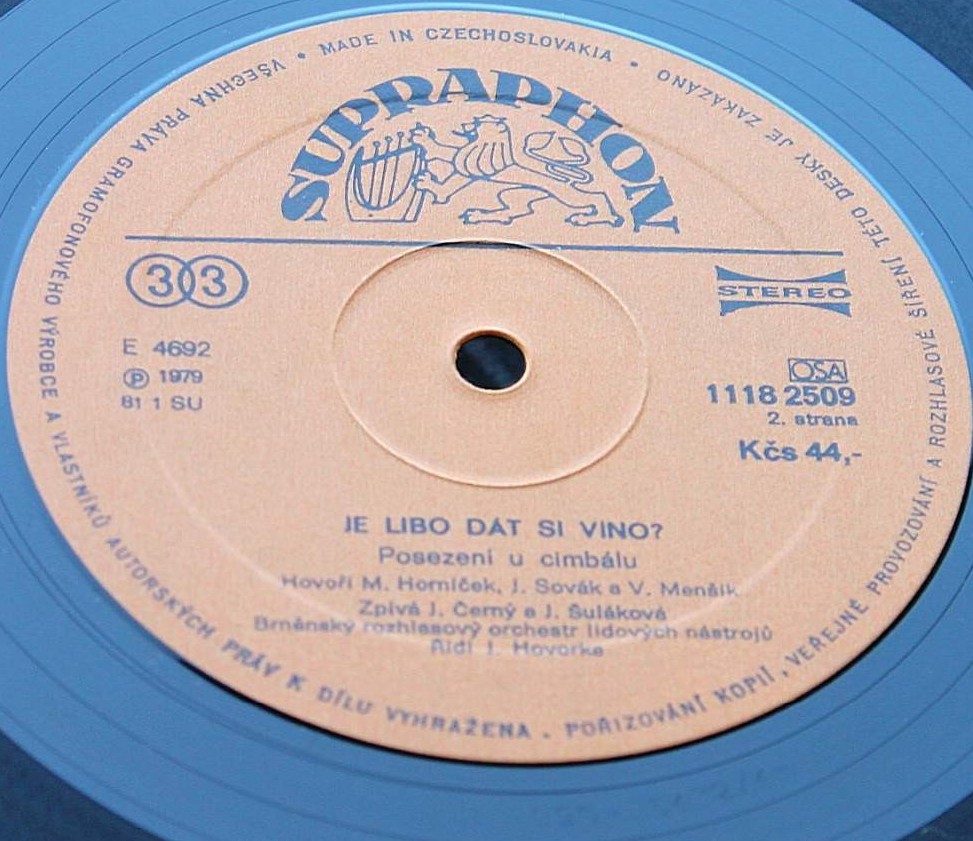 VŠECHNA PRÁVA GRAMOFONOVÉHO VÝROBCE A VLASTNÍKŮ AUTORSKÝCH PRÁV K DÍLU VYHRAŽENA . POŘIZOVÁNÍ KOPIÍ, VEŘEJNÉ PROVOZOVÁNÍ A ROZHLASOVÉ ŠÍŘENÍ TÉTO DESKY JE ZAKÁZÁNO • MADE IN CZECHOSLOVAKIA •
SUPRAPHON
33
STEREO
E 4692
Ⓟ 1979
81 1 SU
OSA
1118 2509
2. strana
Kčs 44,-
JE LIBO DÁT SI VÍNO?
Posezení u cimbálu
Hovoří M. Horníček, J. Sovák a V. Menšík
Zpívá J. Černý a J. Šuláková
Brněnský rozhlasový orchestr lidových nástrojů
Řídí J. Hovorka